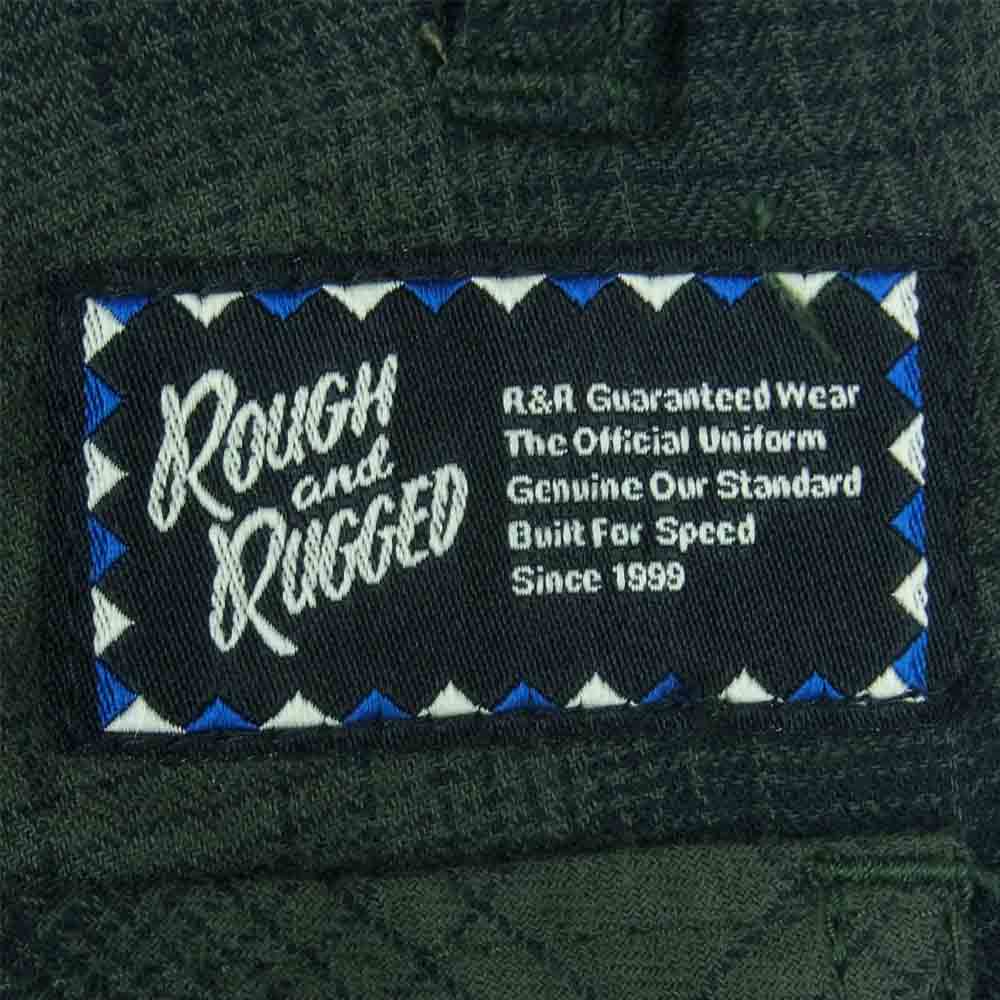 ROUGH
and
RUGGED
R&R Guaranteed Wear
The Official Uniform
Genuine Our Standard
Built For Speed
Since 1999